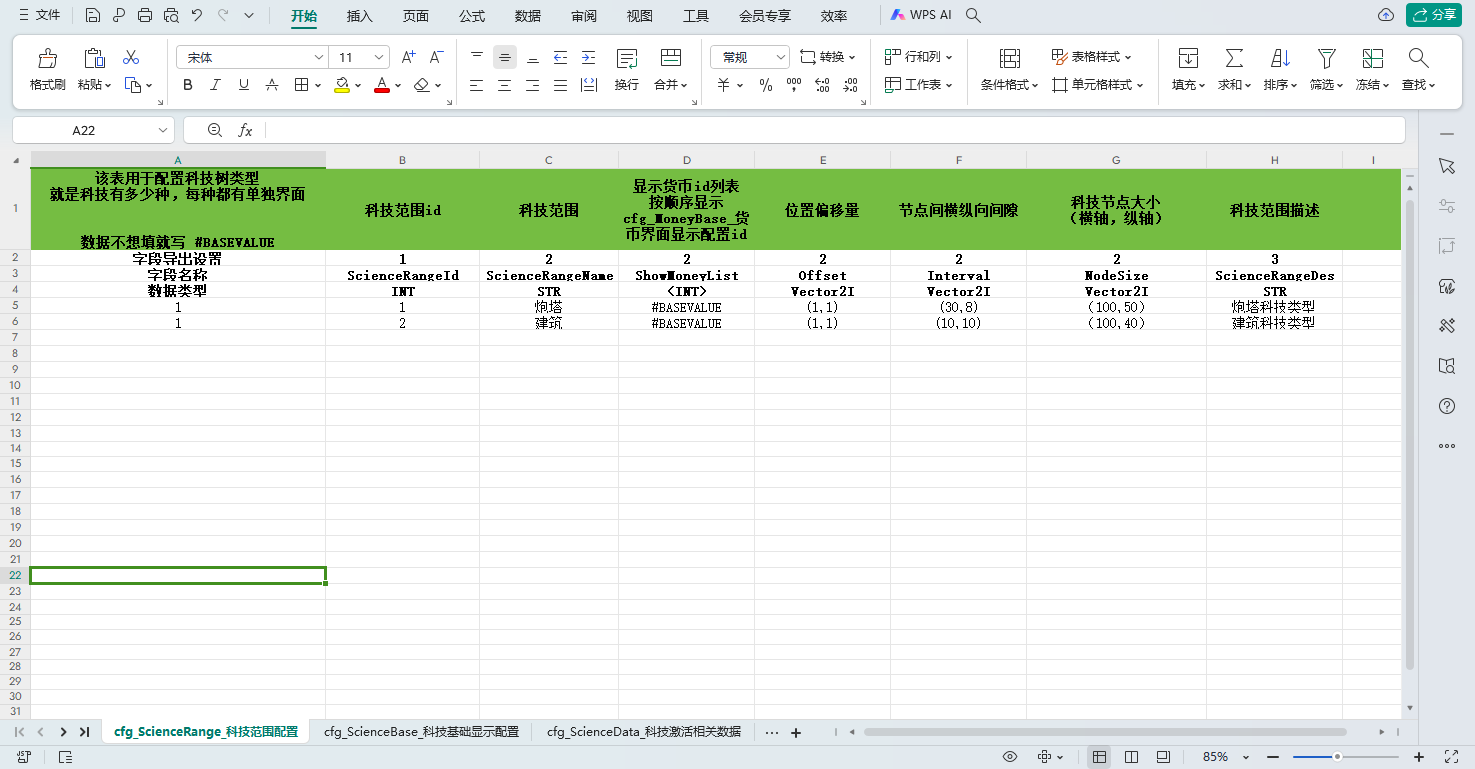 文件 开始 插入 页面 公式 数据 审阅 视图 工具 会员专享 效率 WPS AI 分享
格式刷 粘贴 宋体 11 A+ A- 换行 合并 常规 转换 行和列 条件格式 表格样式 填充 求和 排序 筛选 冻结 查找
B I U A A ¥ % 工作表 单元格样式
A22 fx
A B C D E F G H I
1
该表用于配置科技树类型
就是科技有多少种，每种都有单独界面
数据不想填就写 #BASEVALUE
科技范围id
科技范围
显示货币id列表
按顺序显示
cfg_MoneyBase_货
币界面显示配置id
位置偏移量
节点间横纵向间隙
科技节点大小
（横轴，纵轴）
科技范围描述
2 字段导出设置 1 2 2 2 2 2 3
3 字段名称 ScienceRangeId ScienceRangeName ShowMoneyList Offset Interval NodeSize ScienceRangeDes
4 数据类型 INT STR <INT> Vector2I Vector2I Vector2I STR
5 1 1 炮塔 #BASEVALUE (1,1) (30,8) (100,50) 炮塔科技类型
6 1 2 建筑 #BASEVALUE (1,1) (10,10) (100,40) 建筑科技类型
7
8
9
10
11
12
13
14
15
16
17
18
19
20
21
22
23
24
25
26
27
28
29
30
31
cfg_ScienceRange_科技范围配置 cfg_ScienceBase_科技基础显示配置 cfg_ScienceData_科技激活相关数据 ··· +
85% − +